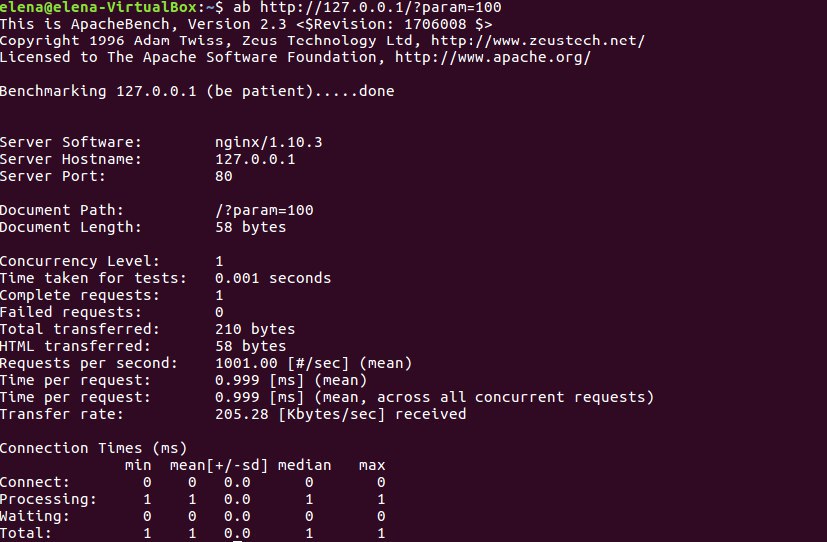 elena@elena-VirtualBox:~$ ab http://127.0.0.1/?param=100
This is ApacheBench, Version 2.3 <$Revision: 1706008 $>
Copyright 1996 Adam Twiss, Zeus Technology Ltd, http://www.zeustech.net/
Licensed to The Apache Software Foundation, http://www.apache.org/

Benchmarking 127.0.0.1 (be patient).....done


Server Software:        nginx/1.10.3
Server Hostname:        127.0.0.1
Server Port:            80

Document Path:          /?param=100
Document Length:        58 bytes

Concurrency Level:      1
Time taken for tests:   0.001 seconds
Complete requests:      1
Failed requests:        0
Total transferred:      210 bytes
HTML transferred:       58 bytes
Requests per second:    1001.00 [#/sec] (mean)
Time per request:       0.999 [ms] (mean)
Time per request:       0.999 [ms] (mean, across all concurrent requests)
Transfer rate:          205.28 [Kbytes/sec] received

Connection Times (ms)
              min  mean[+/-sd] median   max
Connect:        0    0   0.0      0       0
Processing:     1    1   0.0      1       1
Waiting:        0    0   0.0      0       0
Total:          1    1   0.0      1       1